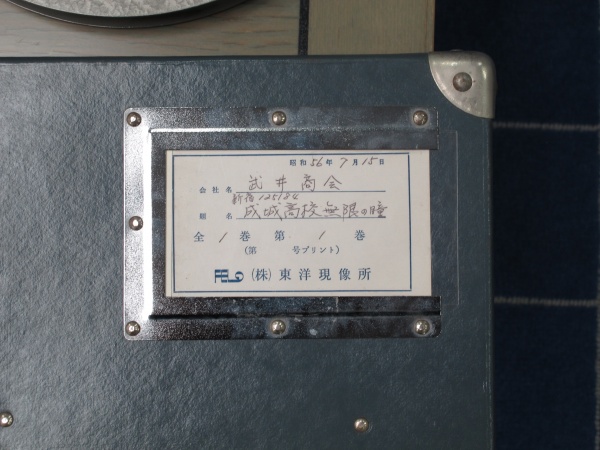 昭和56年7月15日
会社名 武井商会
新宿125184
題名 成城高校無限の瞳
全1巻 第1巻
(第 号プリント)
FEL (株)東洋現像所